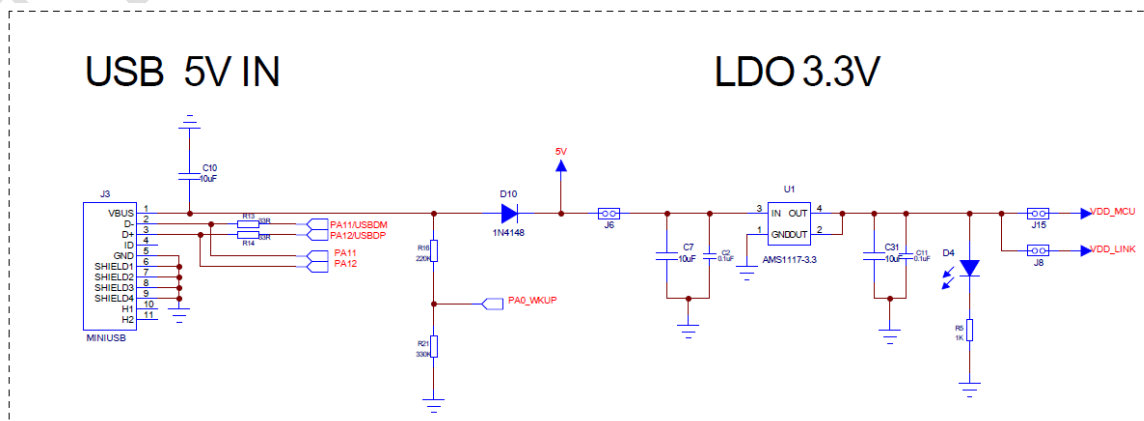 USB 5V IN
LDO 3.3V
C10
10uF
J3
VBUS 1
D- 2
D+ 3
ID 4
GND 5
SHIELD1 6
SHIELD2 7
SHIELD3 8
SHIELD4 9
H1 10
H2 11
MINIUSB
R13 33R
R14 33R
PA11/USBDM
PA12/USBDP
PA11
PA12
R16
220K
PA0_WKUP
R21
330K
D10
1N4148
5V
J6
C7
10uF
C2
0.1uF
U1
3 IN OUT 4
1 GND OUT 2
AMS1117-3.3
C31
10uF
C11
0.1uF
D4
R5
1K
J15
VDD_MCU
J8
VDD_LINK